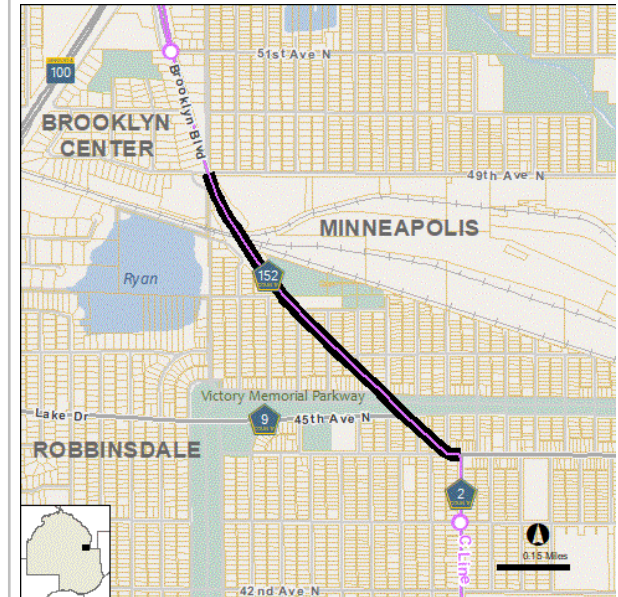 51st Ave N
100
Brooklyn Blvd
BROOKLYN
CENTER
49th Ave N
MINNEAPOLIS
152
Ryan
Victory Memorial Parkway
Lake Dr
9
45th Ave N
ROBBINSDALE
2
C Line
0.15 Miles
42nd Ave N